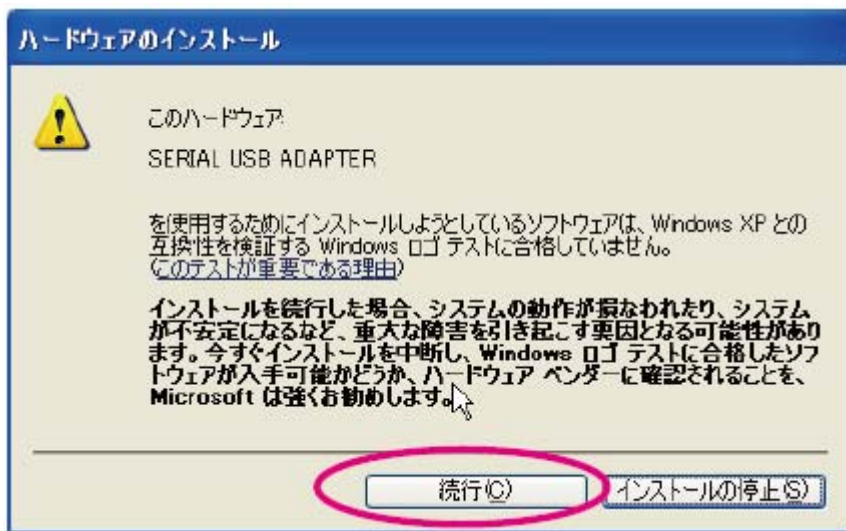 ハードウェアのインストール
このハードウェア:
SERIAL USB ADAPTER
を使用するためにインストールしようとしているソフトウェアは、Windows XP との
互換性を検証する Windows ロゴ テストに合格していません。
(このテストが重要である理由)
インストールを続行した場合、システムの動作が損なわれたり、システム
が不安定になるなど、重大な障害を引き起こす要因となる可能性があり
ます。今すぐインストールを中断し、Windows ロゴ テストに合格したソフ
トウェアが入手可能かどうか、ハードウェア ベンダーに確認されることを、
Microsoft は強くお勧めします。
続行(C) インストールの停止(S)